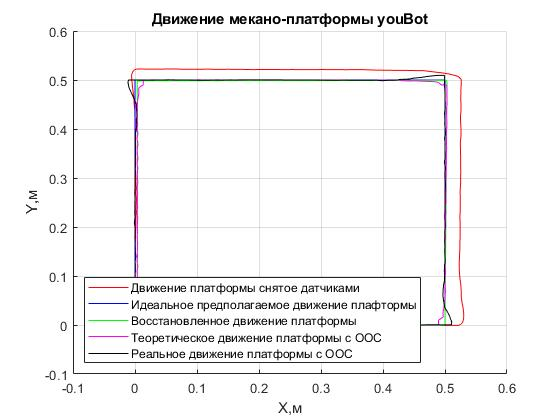 Движение мекано-платформы youBot
0.6
0.5
0.4
0.3
0.2
0.1
0
-0.1
Y,м
Движение платформы снятое датчиками
Идеальное предполагаемое движение плафтормы
Восстановленное движение платформы
Теоретическое движение платформы с ООС
Реальное движение платформы с ООС
-0.1 0 0.1 0.2 0.3 0.4 0.5 0.6
X,м